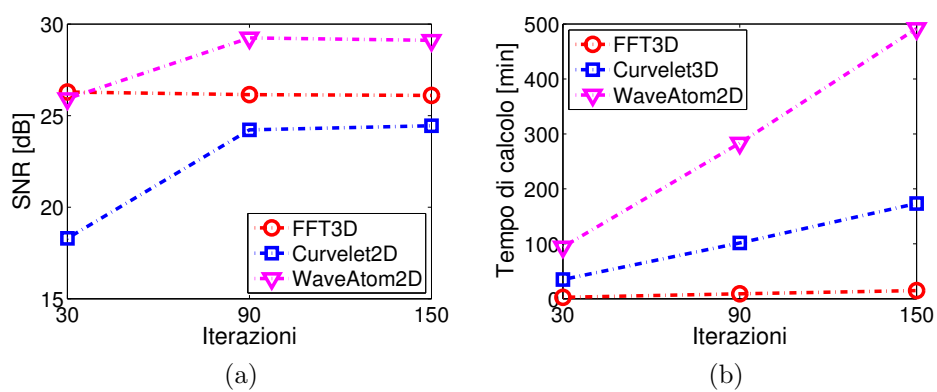 30
25
20
15
SNR [dB]
30
90
150
Iterazioni
FFT3D
Curvelet2D
WaveAtom2D
(a)
500
400
300
200
100
0
Tempo di calcolo [min]
30
90
150
Iterazioni
FFT3D
Curvelet3D
WaveAtom2D
(b)